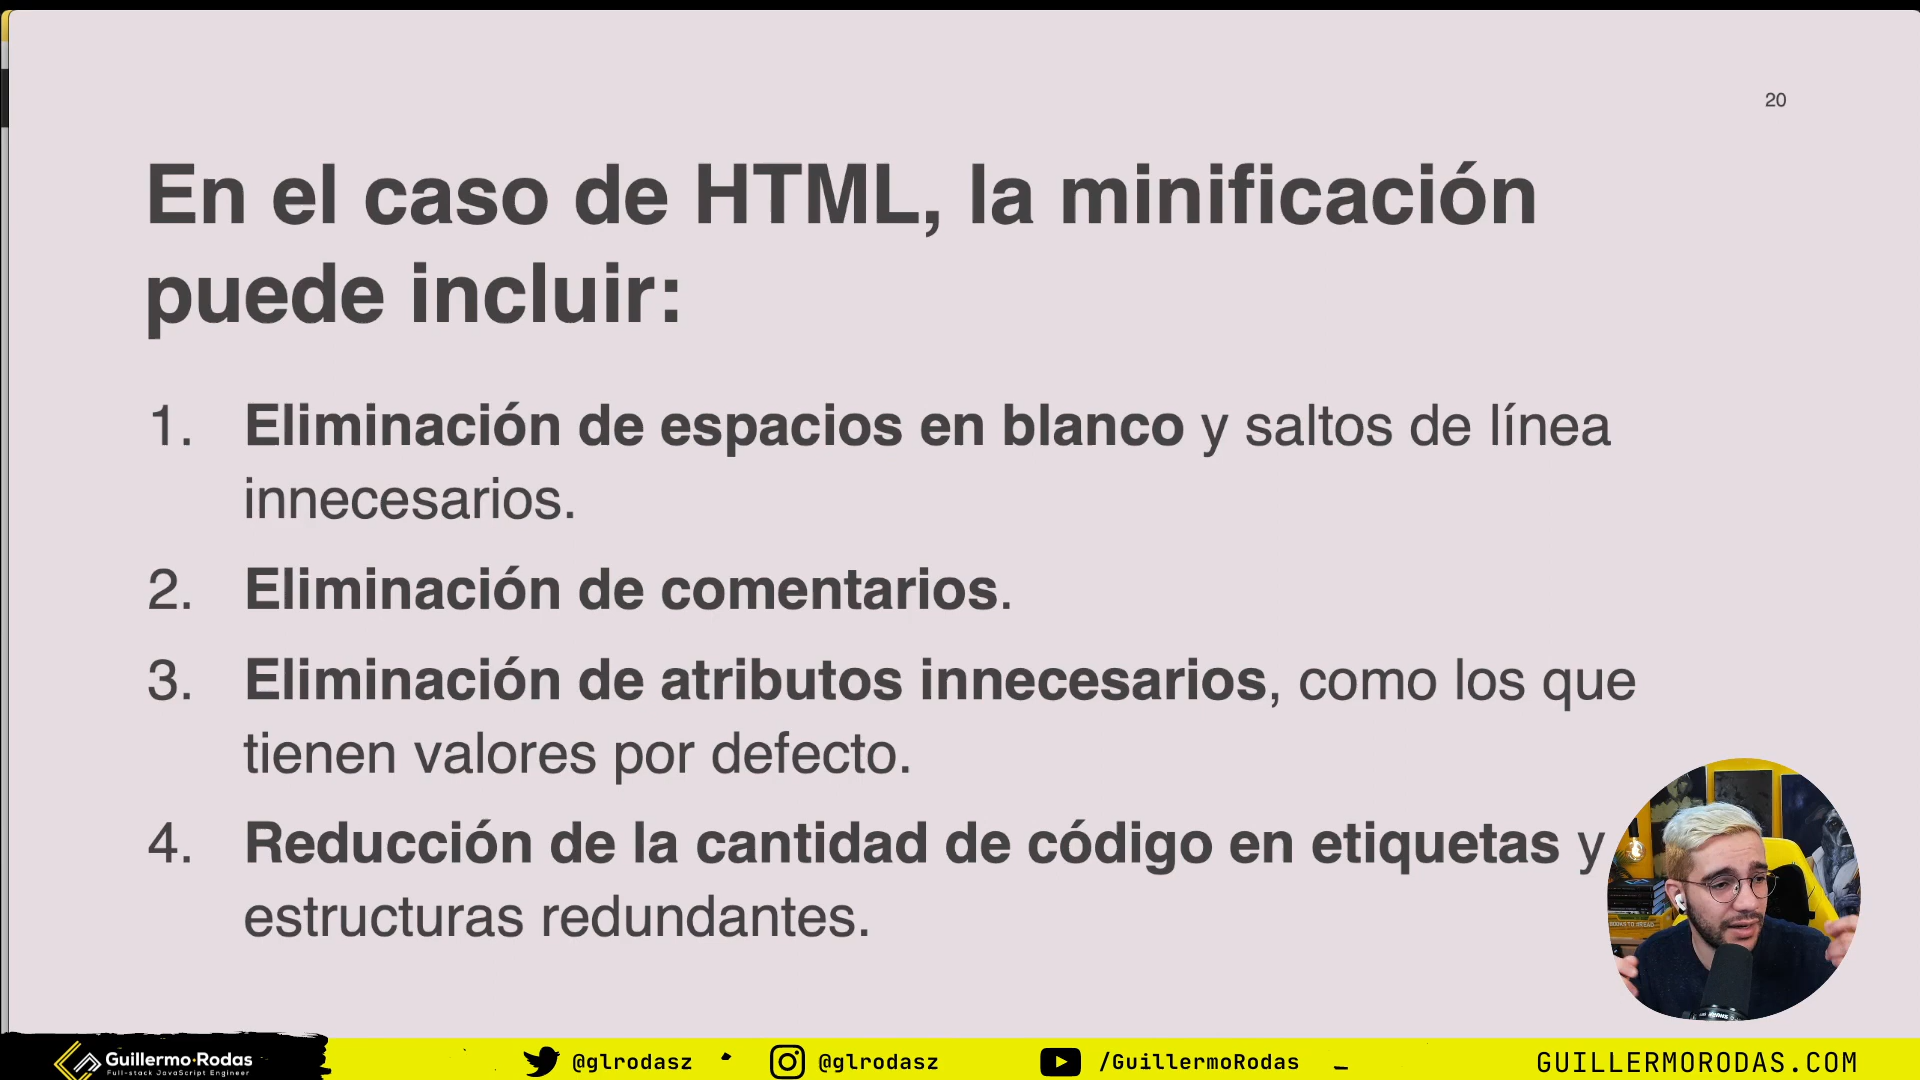 20
En el caso de HTML, la minificación
puede incluir:
1. Eliminación de espacios en blanco y saltos de línea
innecesarios.
2. Eliminación de comentarios.
3. Eliminación de atributos innecesarios, como los que
tienen valores por defecto.
4. Reducción de la cantidad de código en etiquetas y
estructuras redundantes.
Guillermo·Rodas
Full-stack JavaScript Engineer
@glrodasz
@glrodasz
/GuillermoRodas
GUILLERMORODAS.COM